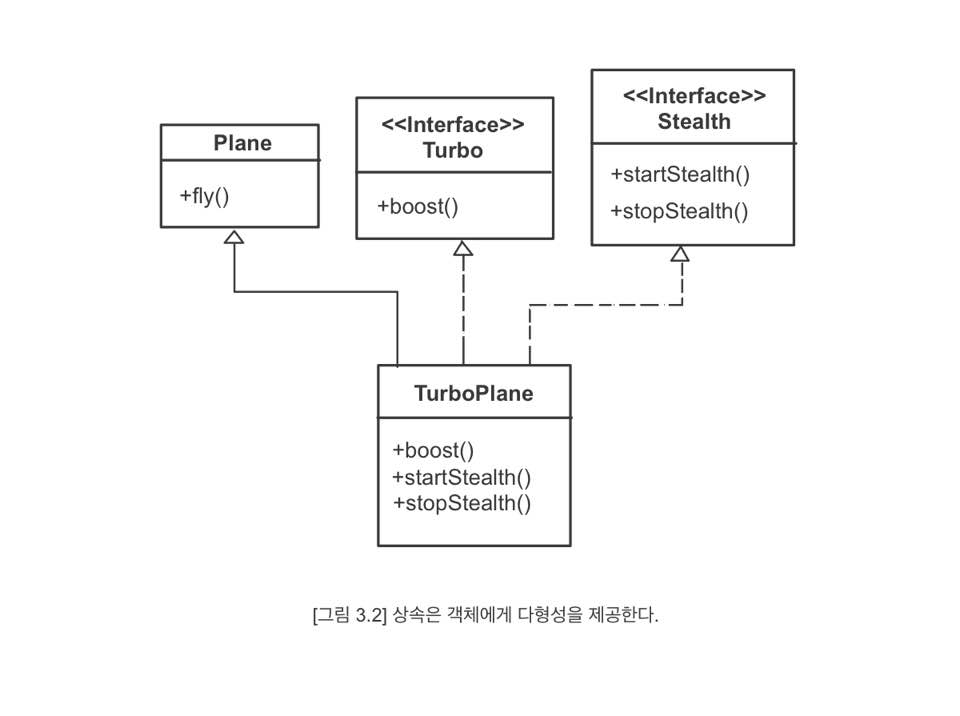 Plane
+fly()
<<Interface>>
Turbo
+boost()
<<Interface>>
Stealth
+startStealth()
+stopStealth()
TurboPlane
+boost()
+startStealth()
+stopStealth()
[그림 3.2] 상속은 객체에게 다형성을 제공한다.